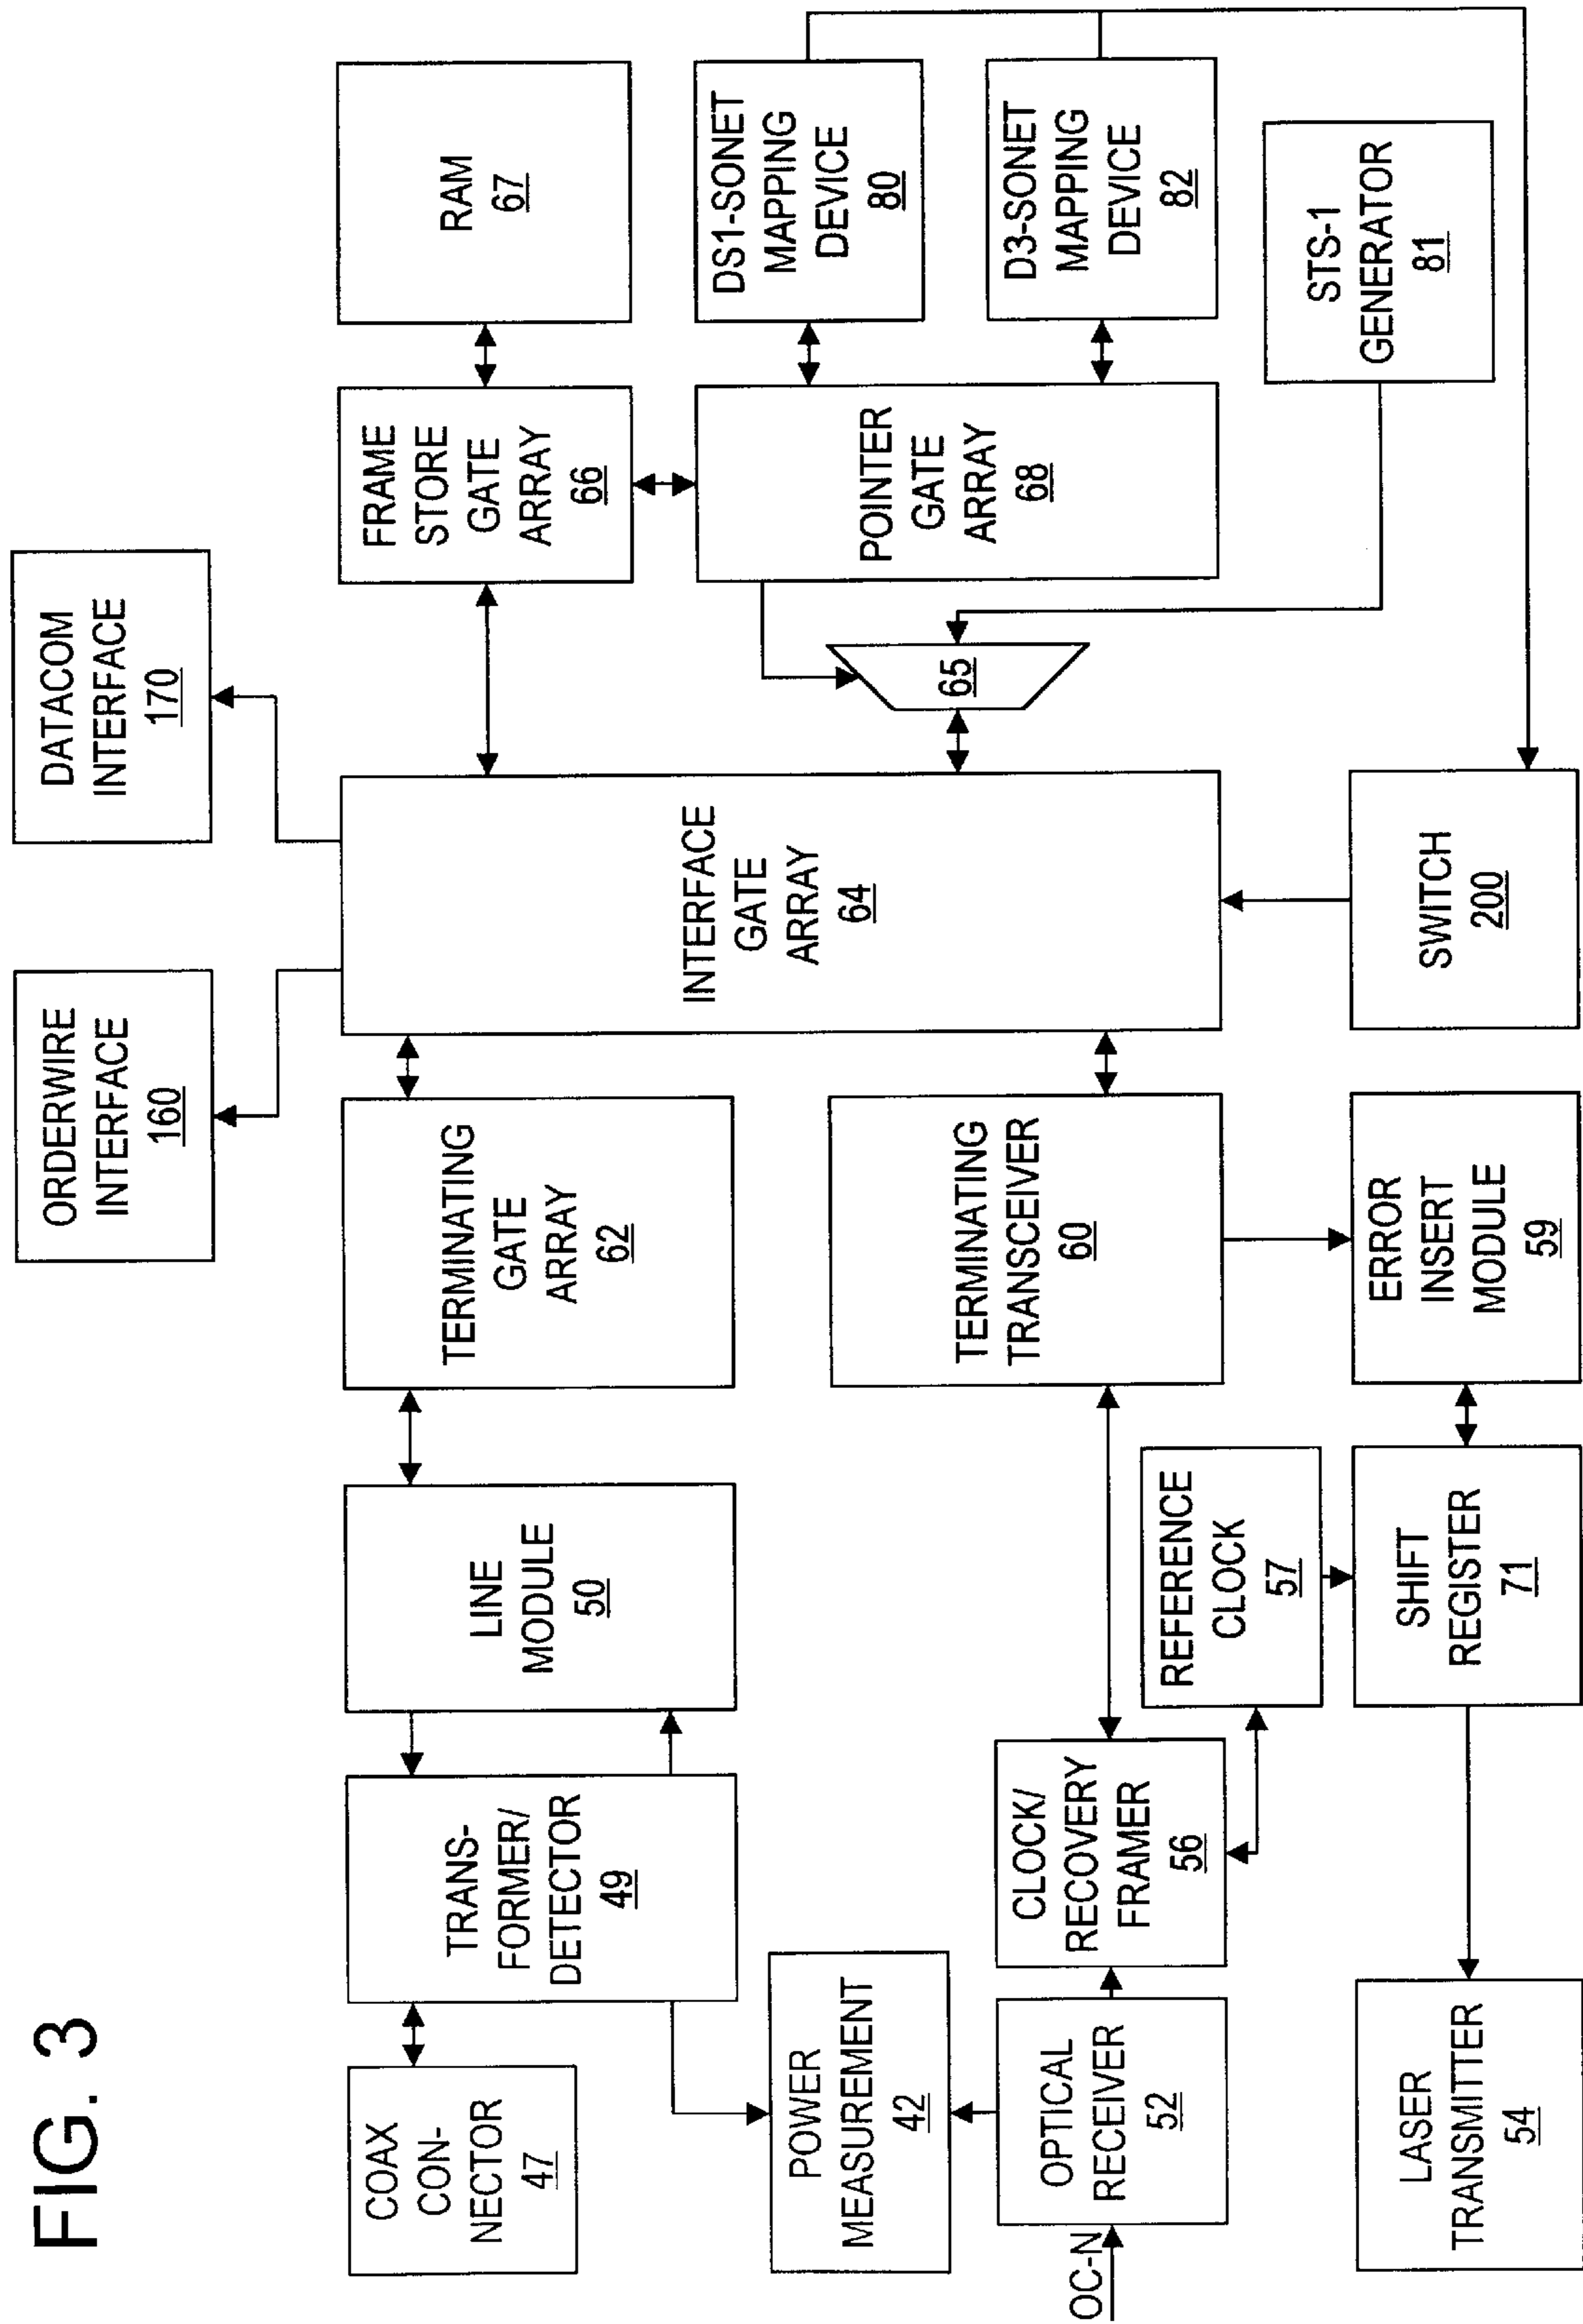 FIG. 3
COAX
CON-
NECTOR
47
TRANS-
FORMER/
DETECTOR
49
LINE
MODULE
50
TERMINATING
GATE
ARRAY
62
ORDERWIRE
INTERFACE
160
DATACOM
INTERFACE
170
INTERFACE
GATE
ARRAY
64
FRAME
STORE
GATE
ARRAY
66
RAM
67
POWER
MEASUREMENT
42
OC-N
OPTICAL
RECEIVER
52
CLOCK/
RECOVERY
FRAMER
56
REFERENCE
CLOCK
57
TERMINATING
TRANSCEIVER
60
65
POINTER
GATE
ARRAY
68
DS1-SONET
MAPPING
DEVICE
80
D3-SONET
MAPPING
DEVICE
82
STS-1
GENERATOR
81
LASER
TRANSMITTER
54
SHIFT
REGISTER
71
ERROR
INSERT
MODULE
59
SWITCH
200